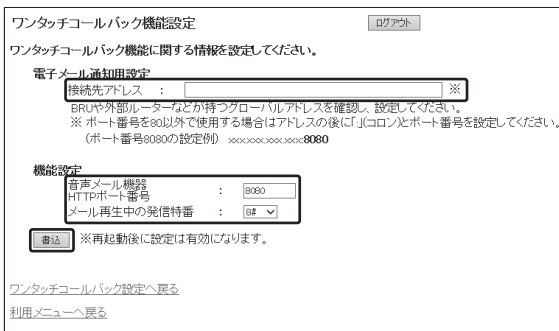 ワンタッチコールバック機能設定 ログアウト
ワンタッチコールバック機能に関する情報を設定してください。
電子メール通知用設定
接続先アドレス : ※
BRUや外部ルーターなどが持つグローバルアドレスを確認し、設定してください。
※ ポート番号を80以外で使用する場合はアドレスの後に「:」(コロン)とポート番号を設定してください。
(ポート番号8080の設定例) xxx.xxx.xxx.xxx:8080
機能設定
音声メール機器
HTTPポート番号 : 8080
メール再生中の発信特番 : 8#
書込 ※再起動後に設定は有効になります。
ワンタッチコールバック設定へ戻る
利用メニューへ戻る